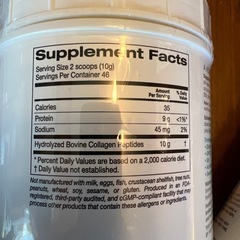 Supplement Facts
Serving Size 2 scoops (10g)
Servings Per Container 46
Amount Per Serving % Daily Value
Calories 35
Protein 9 g <1%*
Sodium 45 mg 2%
Hydrolyzed Bovine Collagen Peptides 10 g †
* Percent Daily Values are based on a 2,000 calorie diet.
† Daily Value not established.
Not manufactured with milk, eggs, fish, crustacean shellfish, tree nuts,
peanuts, wheat, soy, sesame, or gluten. Produced in an FDA-
registered, third-party audited, and cGMP-compliant facility that may
process other products that contain these allergens or ingredients.